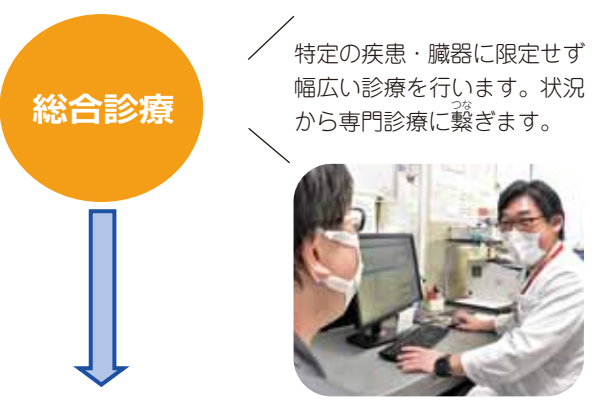 総合診療
特定の疾患・臓器に限定せず
幅広い診療を行います。状況
つな
から専門診療に繋ぎます。